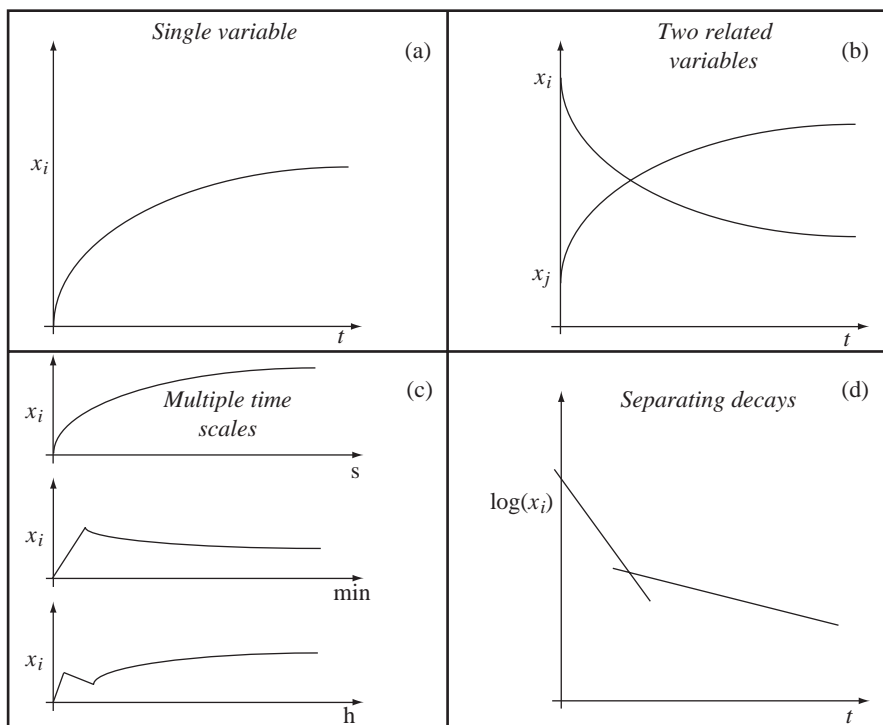 Single variable
(a)
x_i
t
Two related
variables
(b)
x_i
x_j
t
(c)
Multiple time
scales
x_i
s
x_i
min
x_i
h
Separating decays
(d)
log(x_i)
t